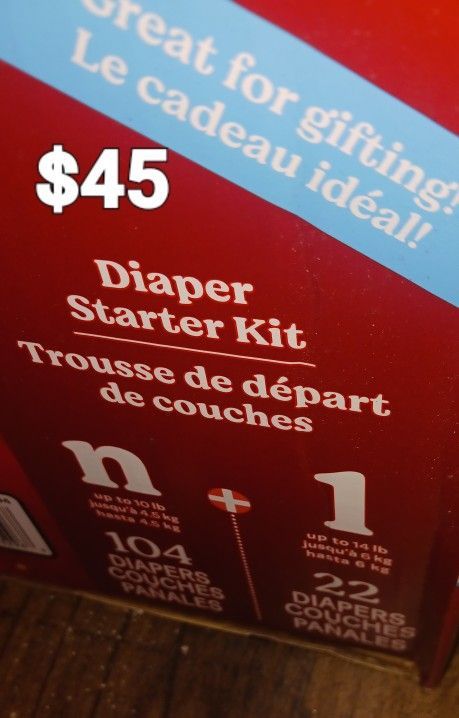 Great for gifting!
Le cadeau idéal!
$45
Diaper
Starter Kit
Trousse de départ
de couches
n
up to 10 lb
jusqu'à 4.5 kg
hasta 4.5 kg
104
DIAPERS
COUCHES
PAÑALES
+
1
up to 14 lb
jusqu'à 6 kg
hasta 6 kg
22
DIAPERS
COUCHES
PAÑALES